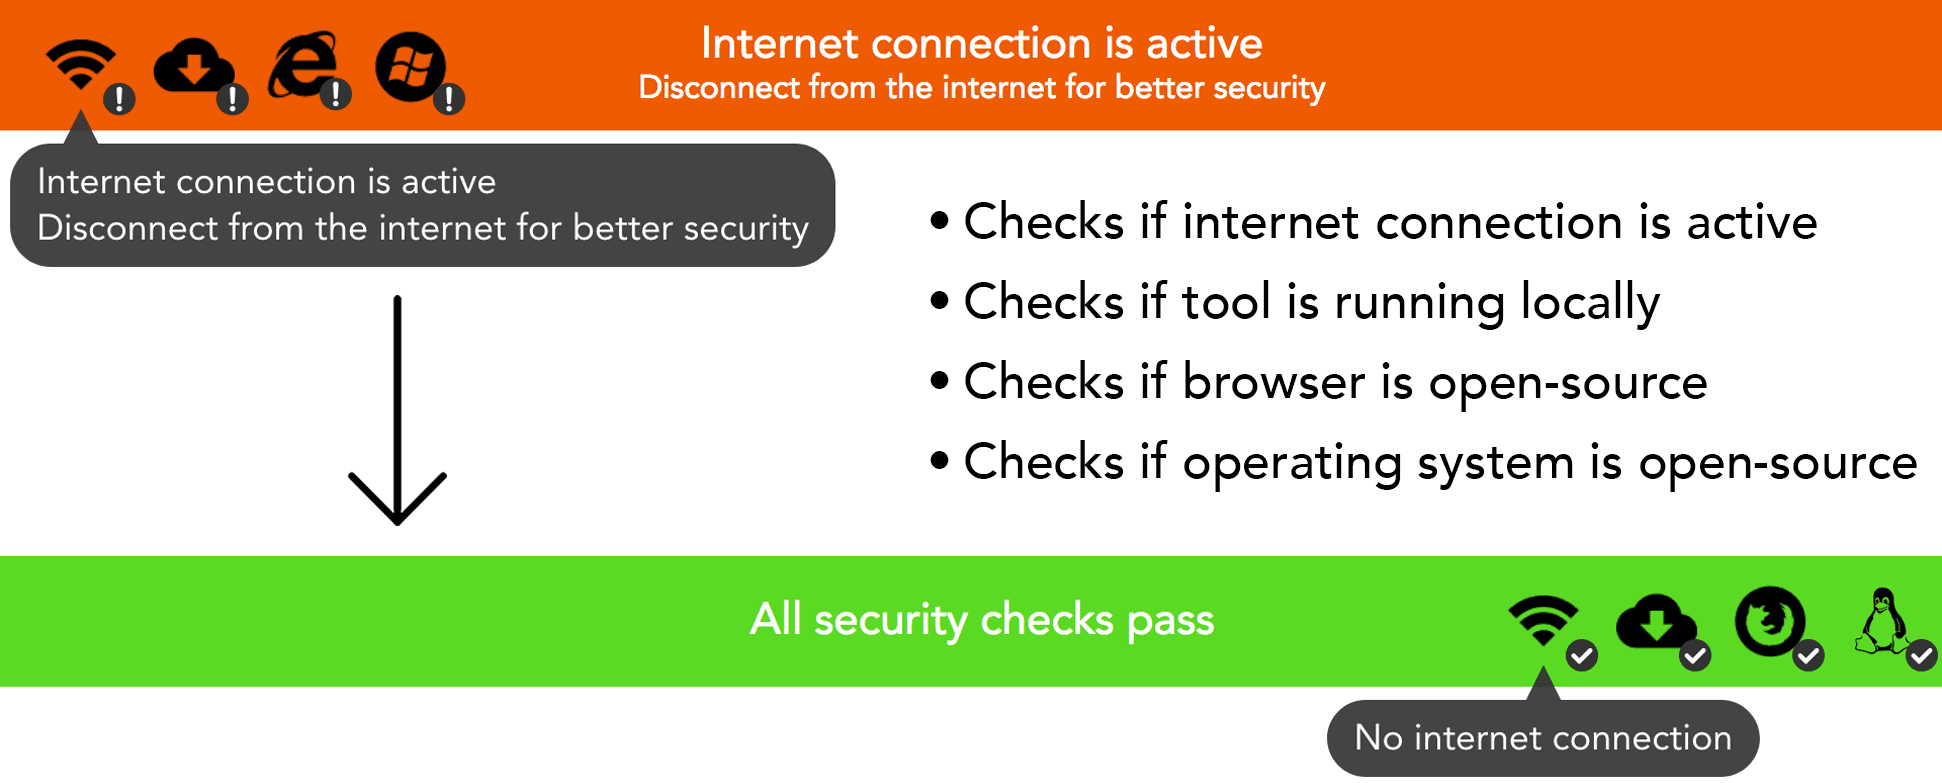 Internet connection is active
Disconnect from the internet for better security
Internet connection is active
Disconnect from the internet for better security
• Checks if internet connection is active
• Checks if tool is running locally
• Checks if browser is open-source
• Checks if operating system is open-source
All security checks pass
No internet connection